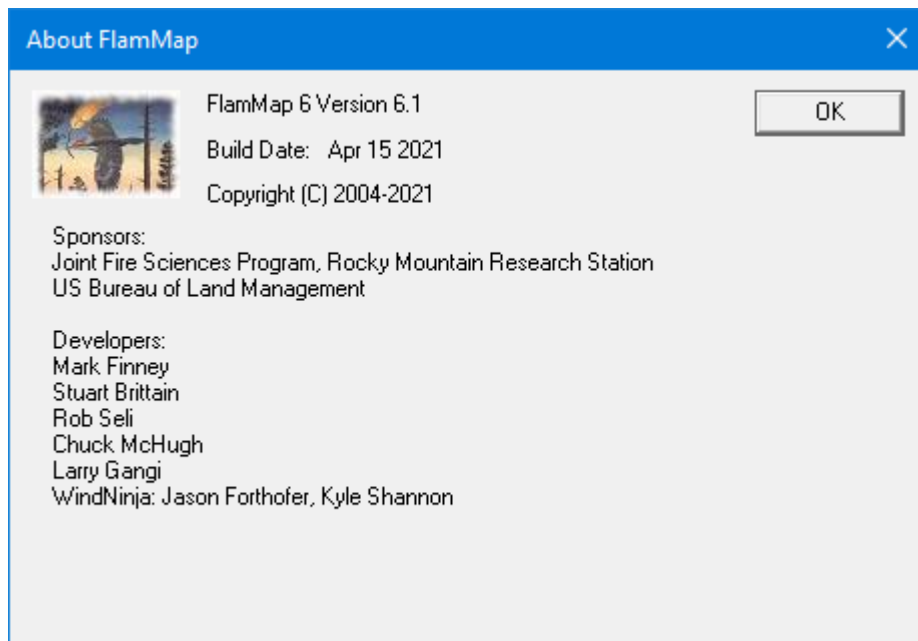 About FlamMap
FlamMap 6 Version 6.1
OK
Build Date: Apr 15 2021
Copyright (C) 2004-2021
Sponsors:
Joint Fire Sciences Program, Rocky Mountain Research Station
US Bureau of Land Management
Developers:
Mark Finney
Stuart Brittain
Rob Seli
Chuck McHugh
Larry Gangi
WindNinja: Jason Forthofer, Kyle Shannon